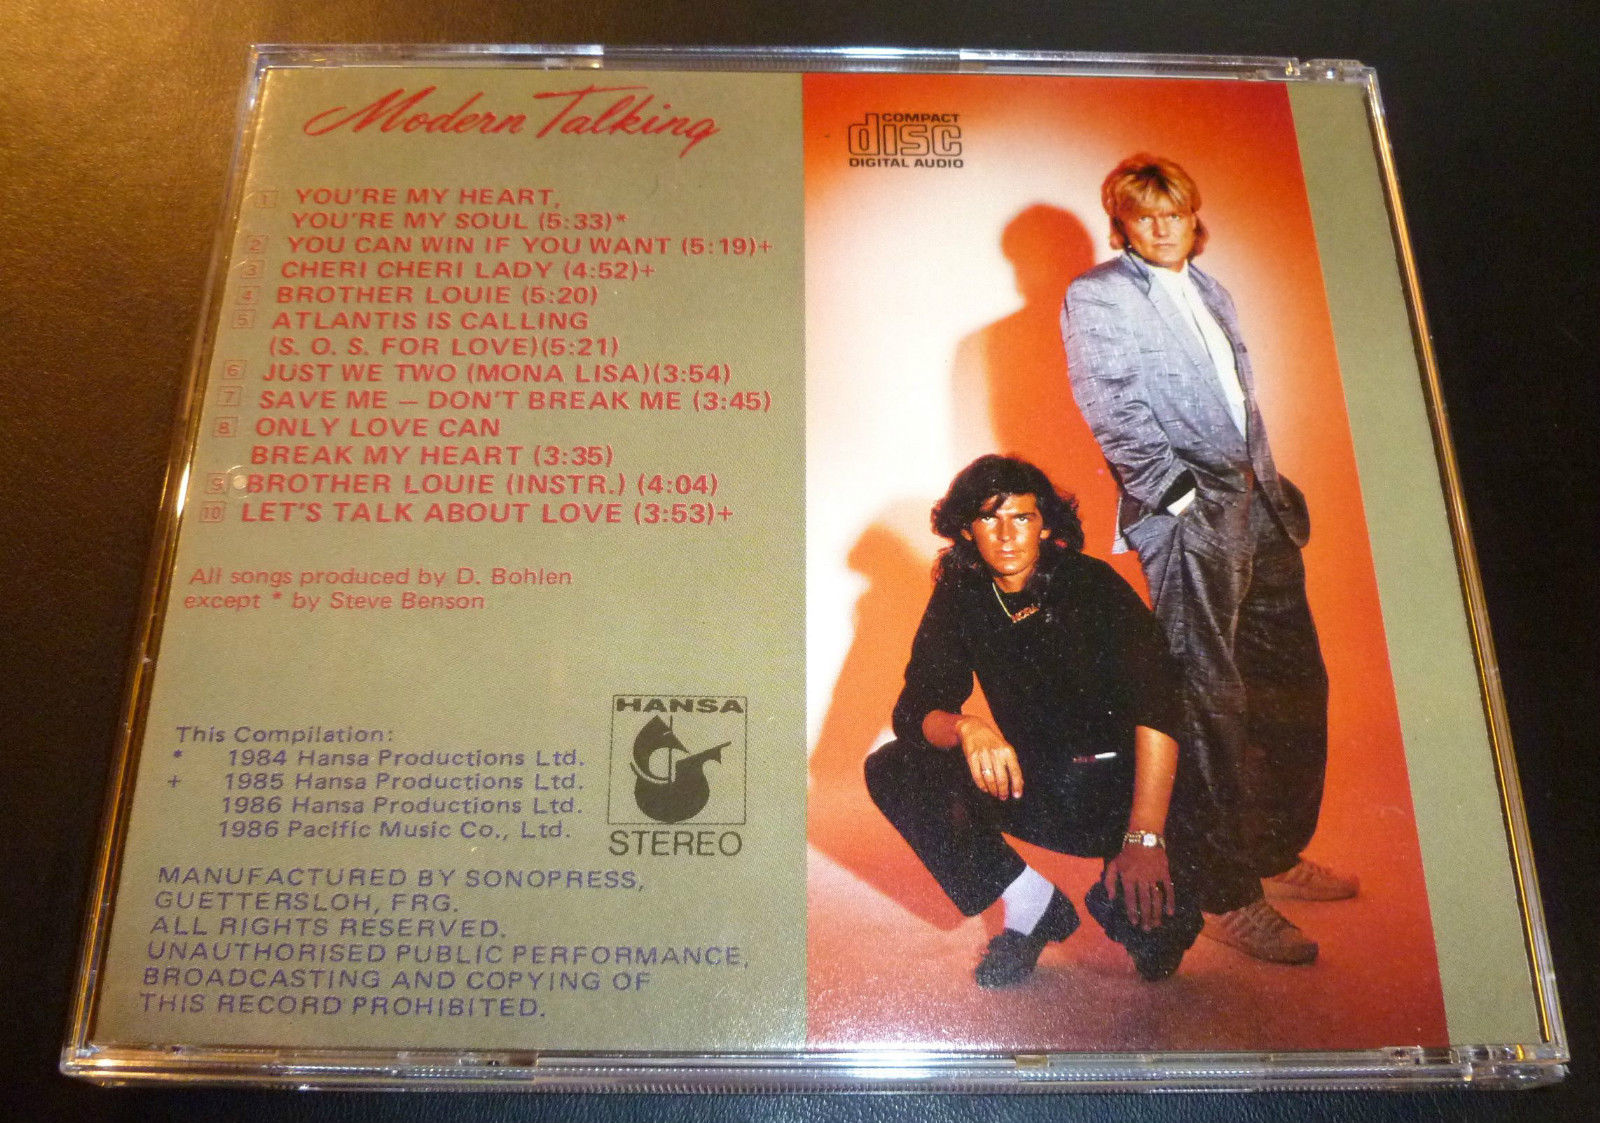 Modern Talking
COMPACT
disc
DIGITAL AUDIO
1 YOU'RE MY HEART,
YOU'RE MY SOUL (5:33)*
2 YOU CAN WIN IF YOU WANT (5:19)+
3 CHERI CHERI LADY (4:52)+
4 BROTHER LOUIE (5:20)
5 ATLANTIS IS CALLING
(S. O. S. FOR LOVE)(5:21)
6 JUST WE TWO (MONA LISA)(3:54)
7 SAVE ME — DON'T BREAK ME (3:45)
8 ONLY LOVE CAN
BREAK MY HEART (3:35)
9 BROTHER LOUIE (INSTR.) (4:04)
10 LET'S TALK ABOUT LOVE (3:53)+
All songs produced by D. Bohlen
except * by Steve Benson
This Compilation:
* 1984 Hansa Productions Ltd.
+ 1985 Hansa Productions Ltd.
1986 Hansa Productions Ltd.
1986 Pacific Music Co., Ltd.
HANSA
STEREO
MANUFACTURED BY SONOPRESS,
GUETTERSLOH, FRG.
ALL RIGHTS RESERVED.
UNAUTHORISED PUBLIC PERFORMANCE,
BROADCASTING AND COPYING OF
THIS RECORD PROHIBITED.